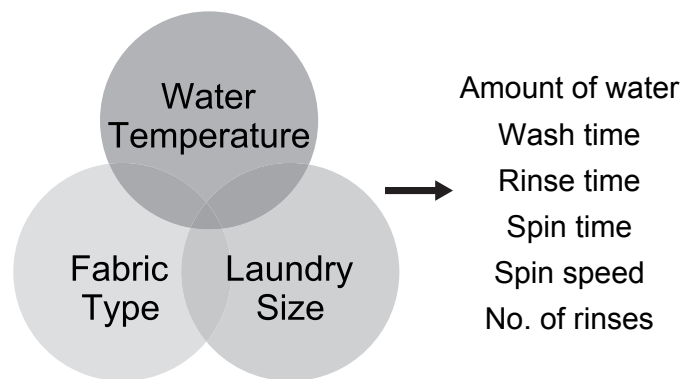 Water
Temperature
Fabric
Type
Laundry
Size
Amount of water
Wash time
Rinse time
Spin time
Spin speed
No. of rinses